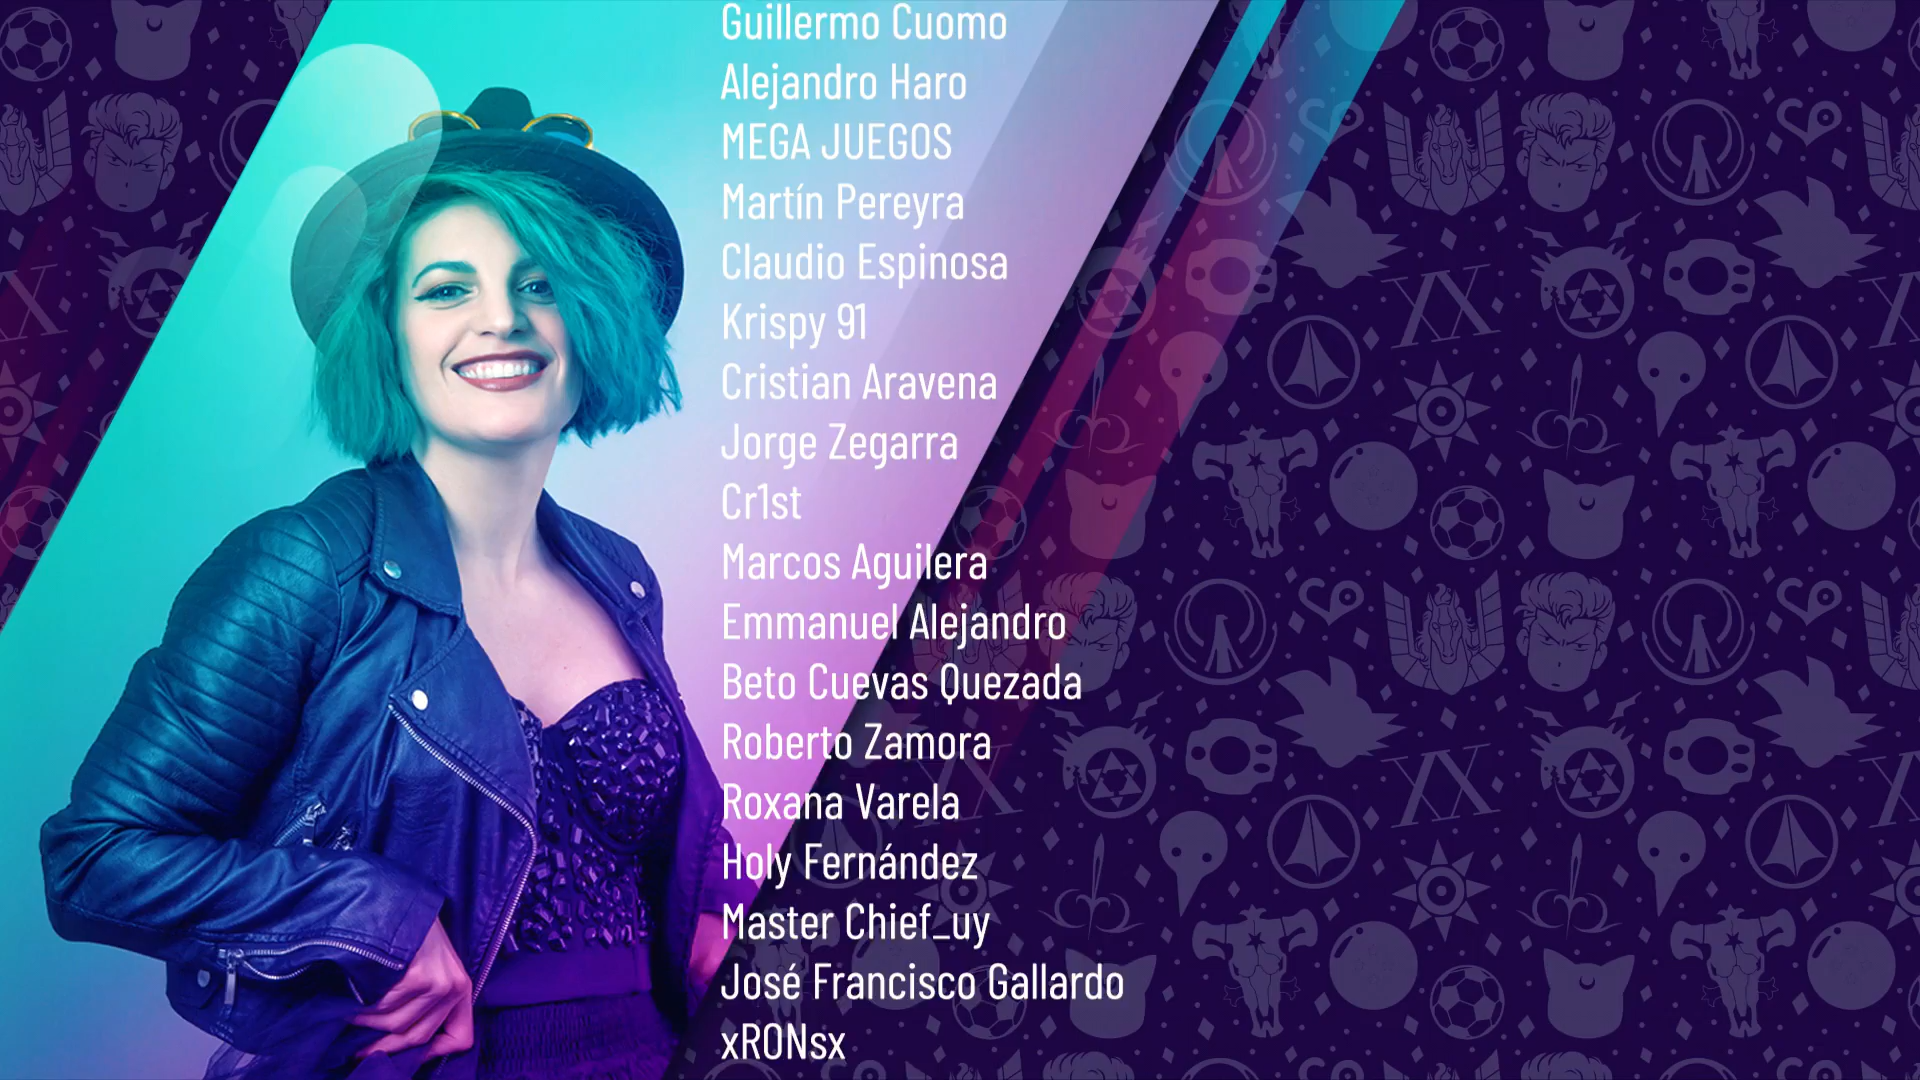 Guillermo Cuomo
Alejandro Haro
MEGA JUEGOS
Martín Pereyra
Claudio Espinosa
Krispy 91
Cristian Aravena
Jorge Zegarra
Cr1st
Marcos Aguilera
Emmanuel Alejandro
Beto Cuevas Quezada
Roberto Zamora
Roxana Varela
Holy Fernández
Master Chief_uy
José Francisco Gallardo
xRONsx